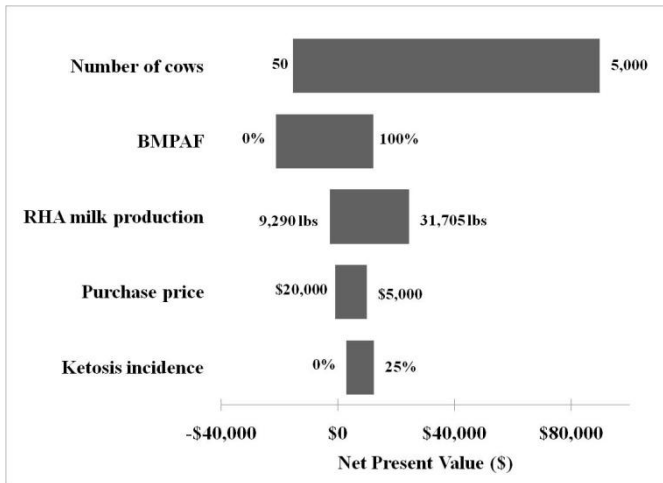 Number of cows
50
5,000
BMPAF
0%
100%
RHA milk production
9,290 lbs
31,705 lbs
Purchase price
$20,000
$5,000
Ketosis incidence
0%
25%
-$40,000 $0 $40,000 $80,000
Net Present Value ($)